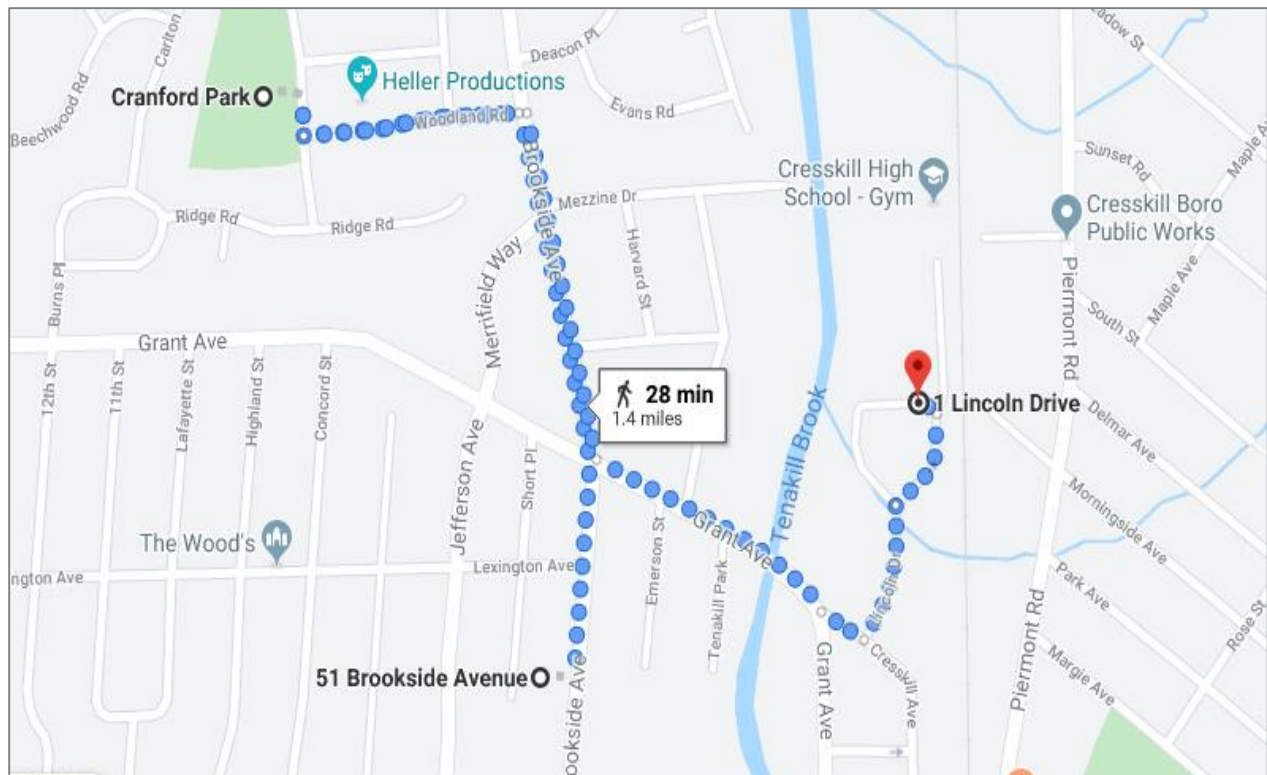 Carlton
eadow St
Deacon Pl
Heller Productions
Cranford Park
Beechwood Rd
Woodland Rd
Evans Rd
Maple A
Sunset Rd
Brookside Ave
Cresskill High
School - Gym
Mezzine Dr
Cresskill Boro
Public Works
Ridge Rd
Ridge Rd
Harvard St
Merrifield Way
Maple Ave
Piermont Rd
Burns Pl
South St
Grant Ave
12th St
11th St
Lafayette St
Highland St
Concord St
28 min
1.4 miles
1 Lincoln Drive
Delmar Ave
Tenakill Brook
Jefferson Ave
Short Pl
Morningside Ave
The Wood's
Grant Ave
Emerson St
Lincoln Dr
ngton Ave
Lexington Ave
Tenakill Park
Park Ave
Rose St
Piermont Rd
51 Brookside Avenue
ookside Ave
Grant Ave
Cresskill Ave
Margie Ave